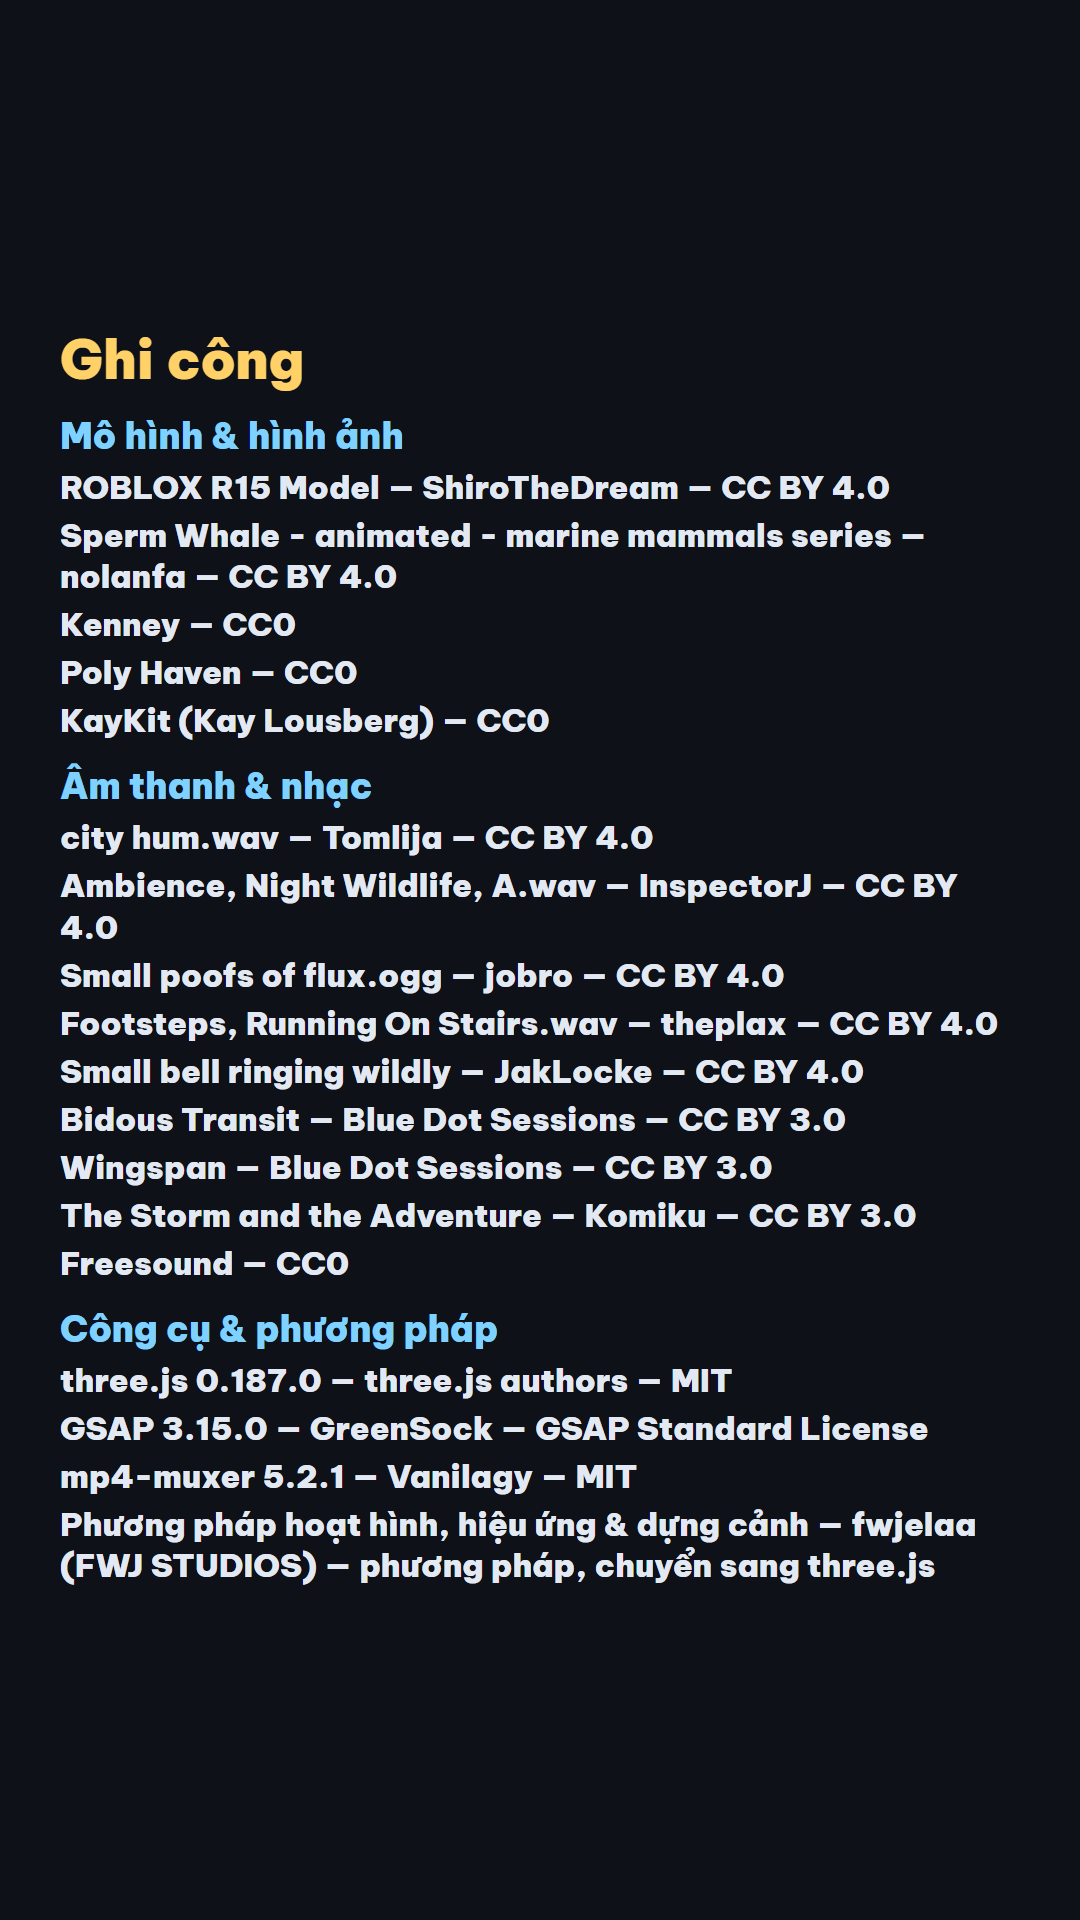 Ghi công
Mô hình & hình ảnh
ROBLOX R15 Model — ShiroTheDream — CC BY 4.0
Sperm Whale - animated - marine mammals series —
nolanfa — CC BY 4.0
Kenney — CC0
Poly Haven — CC0
KayKit (Kay Lousberg) — CC0
Âm thanh & nhạc
city hum.wav — Tomlija — CC BY 4.0
Ambience, Night Wildlife, A.wav — InspectorJ — CC BY
4.0
Small poofs of flux.ogg — jobro — CC BY 4.0
Footsteps, Running On Stairs.wav — theplax — CC BY 4.0
Small bell ringing wildly — JakLocke — CC BY 4.0
Bidous Transit — Blue Dot Sessions — CC BY 3.0
Wingspan — Blue Dot Sessions — CC BY 3.0
The Storm and the Adventure — Komiku — CC BY 3.0
Freesound — CC0
Công cụ & phương pháp
three.js 0.187.0 — three.js authors — MIT
GSAP 3.15.0 — GreenSock — GSAP Standard License
mp4-muxer 5.2.1 — Vanilagy — MIT
Phương pháp hoạt hình, hiệu ứng & dựng cảnh — fwjelaa
(FWJ STUDIOS) — phương pháp, chuyển sang three.js